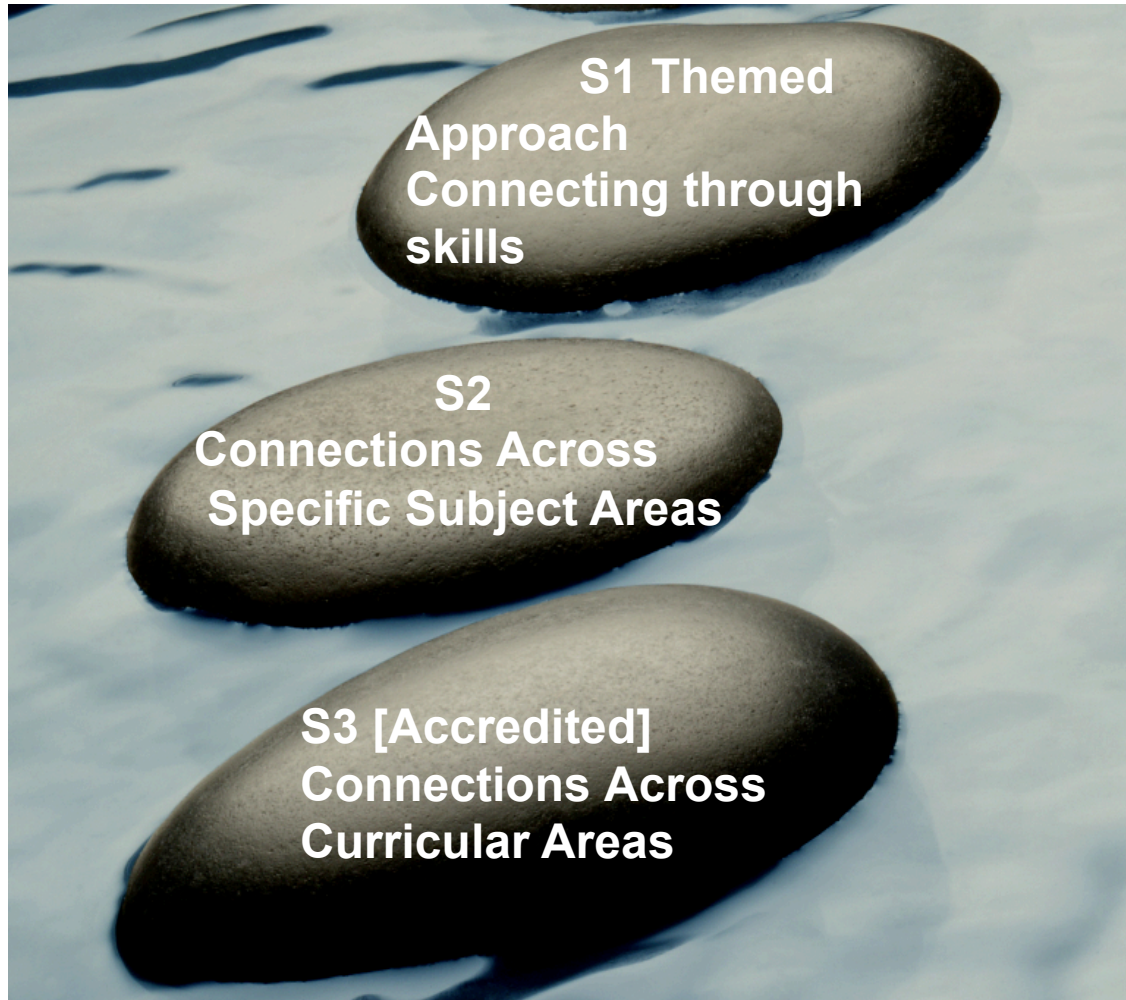 S1 Themed
Approach
Connecting through
skills
S2
Connections Across
Specific Subject Areas
S3 [Accredited]
Connections Across
Curricular Areas